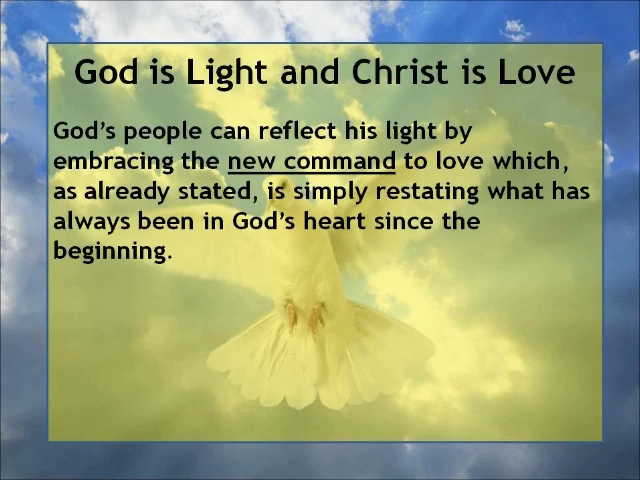 God is Light and Christ is Love
God’s people can reflect his light by
embracing the new command to love which,
as already stated, is simply restating what has
always been in God’s heart since the
beginning.